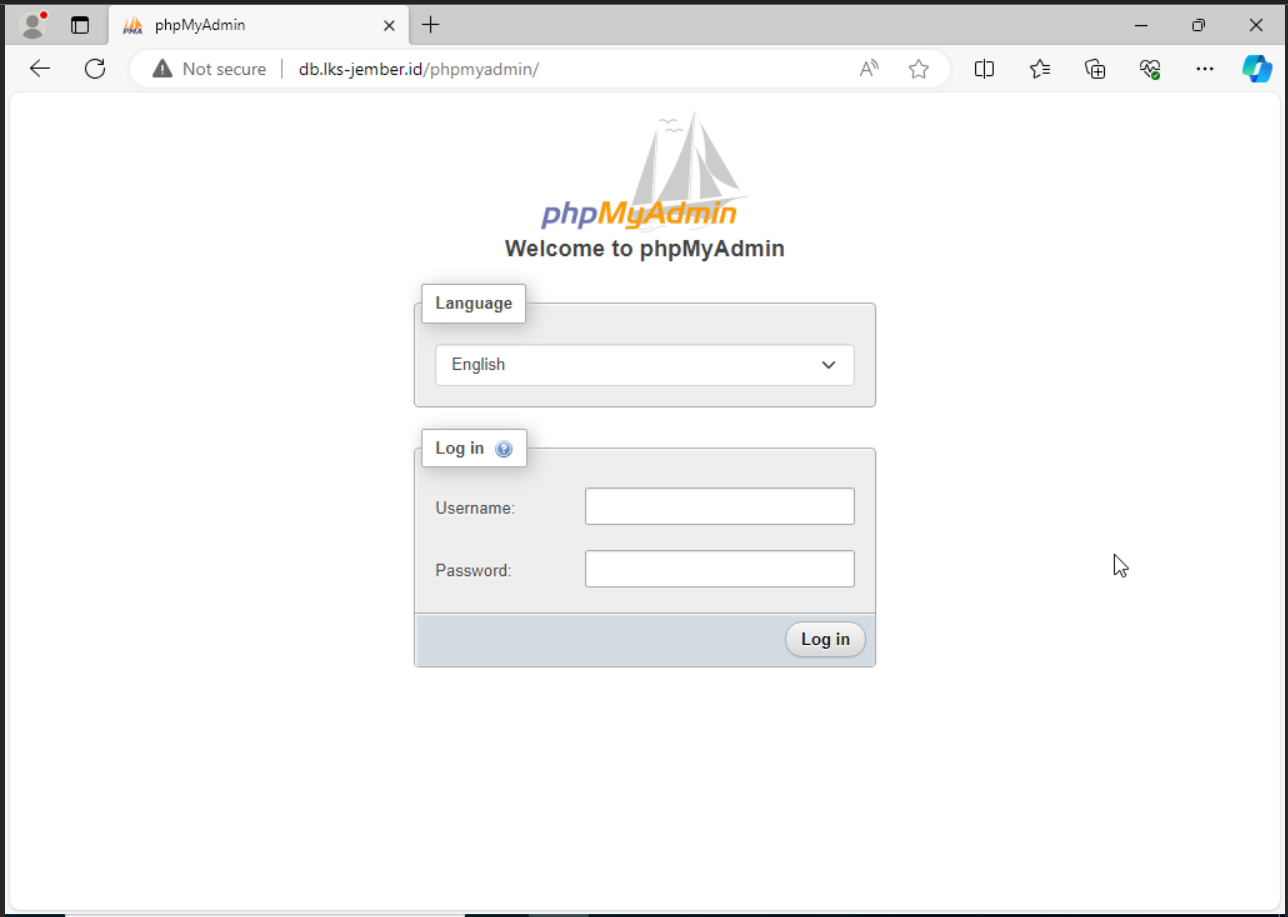 phpMyAdmin
Not secure
db.lks-jember.id/phpmyadmin/
phpMyAdmin
Welcome to phpMyAdmin
Language
English
Log in
Username:
Password:
Log in